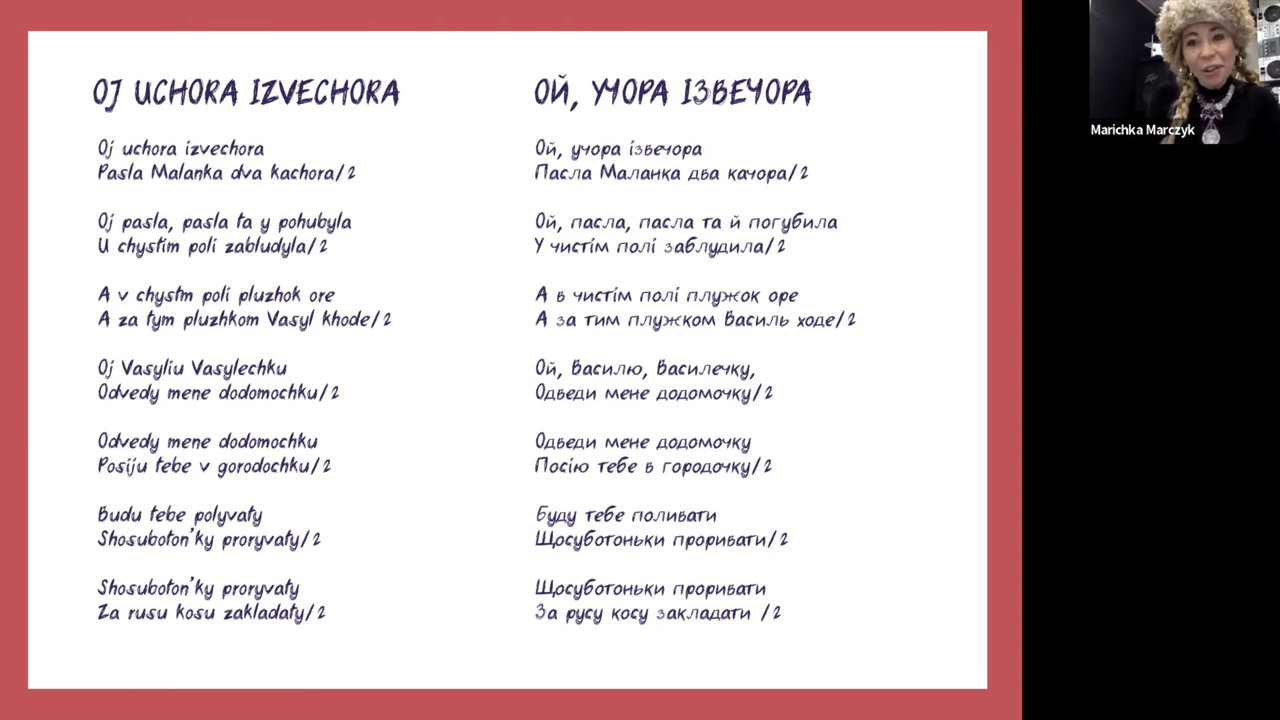 OJ UCHORA IZVECHORA
Oj uchora izvechora
Pasla Malanka dva kachora/2
Oj pasla, pasla ta y pohubyla
U chystim poli zabludyla/2
A v chystm poli pluzhok ore
A za tym pluzhkom Vasyl khode/2
Oj Vasyliu Vasylechku
Odvedy mene dodomochku/2
Odvedy mene dodomochku
Posiju tebe v gorodochku/2
Budu tebe polyvaty
Shosuboton'ky proryvaty/2
Shosuboton'ky proryvaty
Za rusu kosu zakladaty/2
ОЙ, УЧОРА ІЗВЕЧОРА
Ой, учора ізвечора
Пасла Маланка два качора/2
Ой, пасла, пасла та й погубила
У чистім полі заблудила/2
А в чистім полі плужок оре
А за тим плужком Василь ходе/2
Ой, Василю, Василечку,
Одведи мене додомочку/2
Одведи мене додомочку
Посію тебе в городочку/2
Буду тебе поливати
Щосуботоньки проривати/2
Щосуботоньки проривати
За русу косу закладати /2
Marichka Marczyk